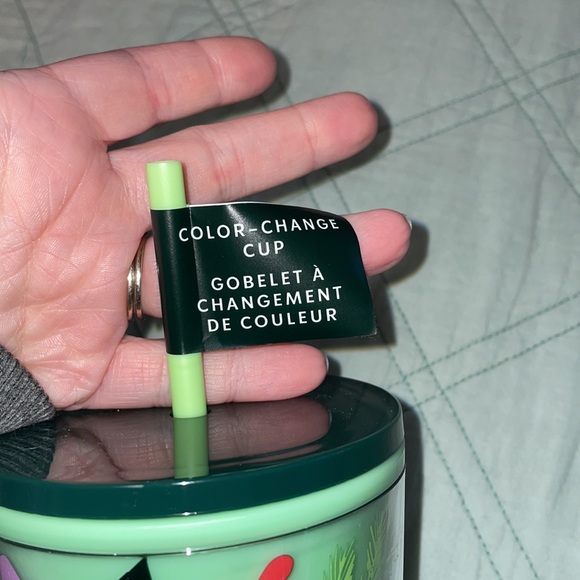 COLOR-CHANGE
CUP
GOBELET À
CHANGEMENT
DE COULEUR